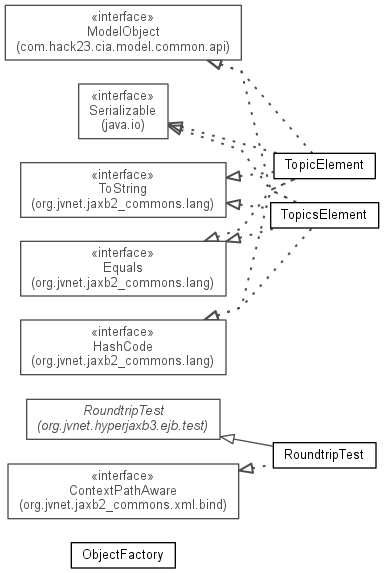 «interface»
ModelObject
(com.hack23.cia.model.common.api)
«interface»
Serializable
(java.io)
TopicElement
«interface»
ToString
(org.jvnet.jaxb2_commons.lang)
TopicsElement
«interface»
Equals
(org.jvnet.jaxb2_commons.lang)
«interface»
HashCode
(org.jvnet.jaxb2_commons.lang)
RoundtripTest
(org.jvnet.hyperjaxb3.ejb.test)
RoundtripTest
«interface»
ContextPathAware
(org.jvnet.jaxb2_commons.xml.bind)
ObjectFactory